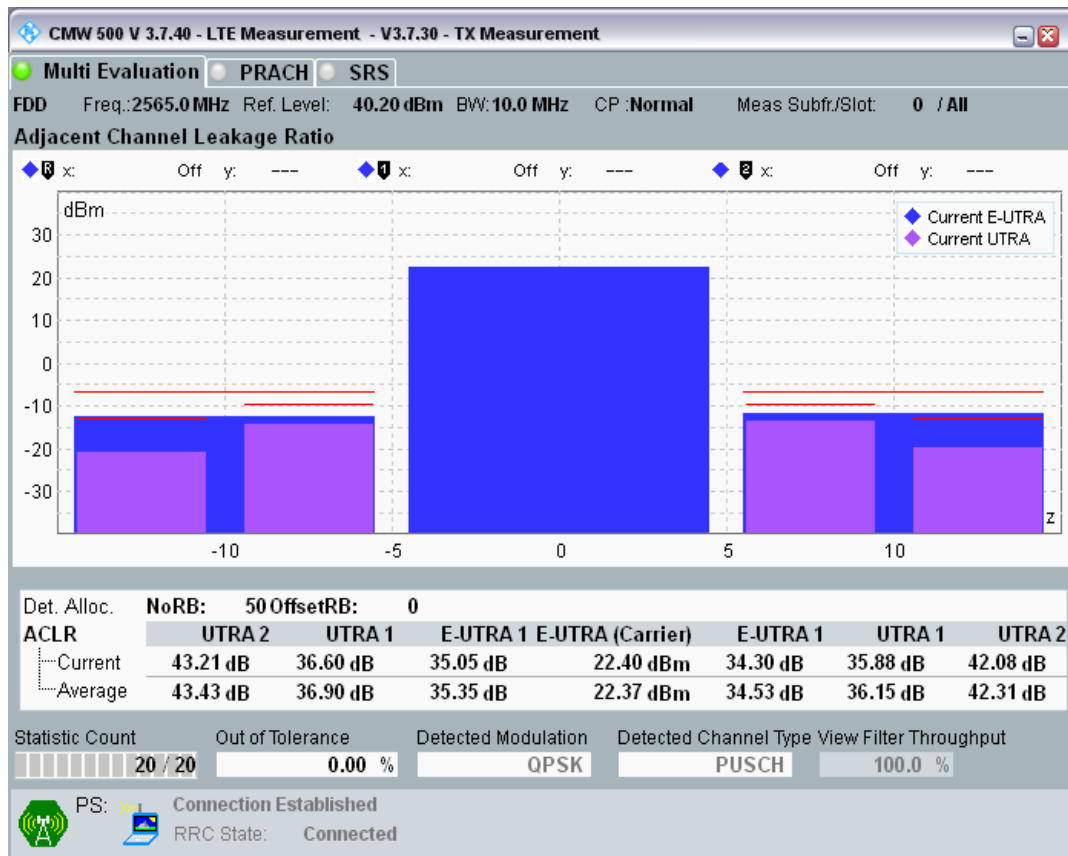 CMW 500 V 3.7.40 - LTE Measurement - V3.7.30 - TX Measurement
Multi Evaluation PRACH SRS
FDD Freq.:2565.0 MHz Ref. Level: 40.20 dBm BW:10.0 MHz CP :Normal Meas Subfr./Slot: 0 / All
Adjacent Channel Leakage Ratio
R x: Off y: --- 1 x: Off y: --- 2 x: Off y: ---
dBm
Current E-UTRA
Current UTRA
30
20
10
0
-10
-20
-30
z
-10 -5 0 5 10
Det. Alloc. NoRB: 50 OffsetRB: 0
ACLR UTRA 2 UTRA 1 E-UTRA 1 E-UTRA (Carrier) E-UTRA 1 UTRA 1 UTRA 2
Current 43.21 dB 36.60 dB 35.05 dB 22.40 dBm 34.30 dB 35.88 dB 42.08 dB
Average 43.43 dB 36.90 dB 35.35 dB 22.37 dBm 34.53 dB 36.15 dB 42.31 dB
Statistic Count Out of Tolerance Detected Modulation Detected Channel Type View Filter Throughput
20 / 20 0.00 % QPSK PUSCH 100.0 %
PS: Connection Established
RRC State: Connected